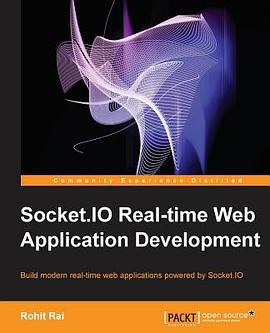 Community Experience Distilled
Socket.IO Real-time Web
Application Development
Build modern real-time web applications powered by Socket.IO
Rohit Rai
PACKT
PUBLISHING
open source